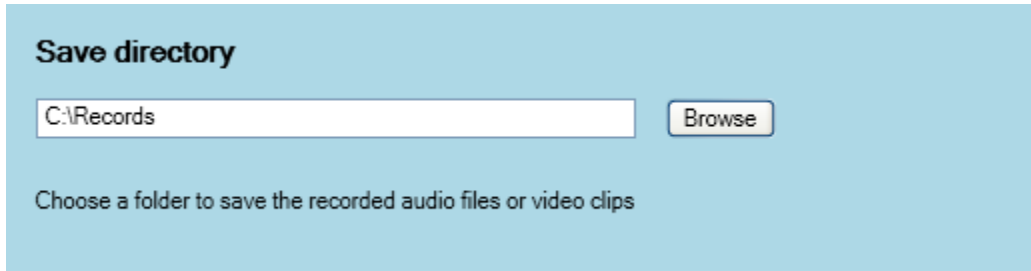 Save directory
C:\Records
Browse
Choose a folder to save the recorded audio files or video clips